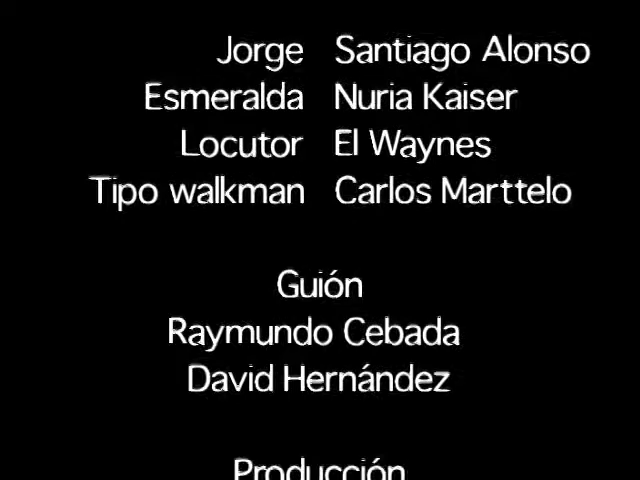 Jorge Santiago Alonso
Esmeralda Nuria Kaiser
Locutor El Waynes
Tipo walkman Carlos Marttelo
Guión
Raymundo Cebada
David Hernández
Producción